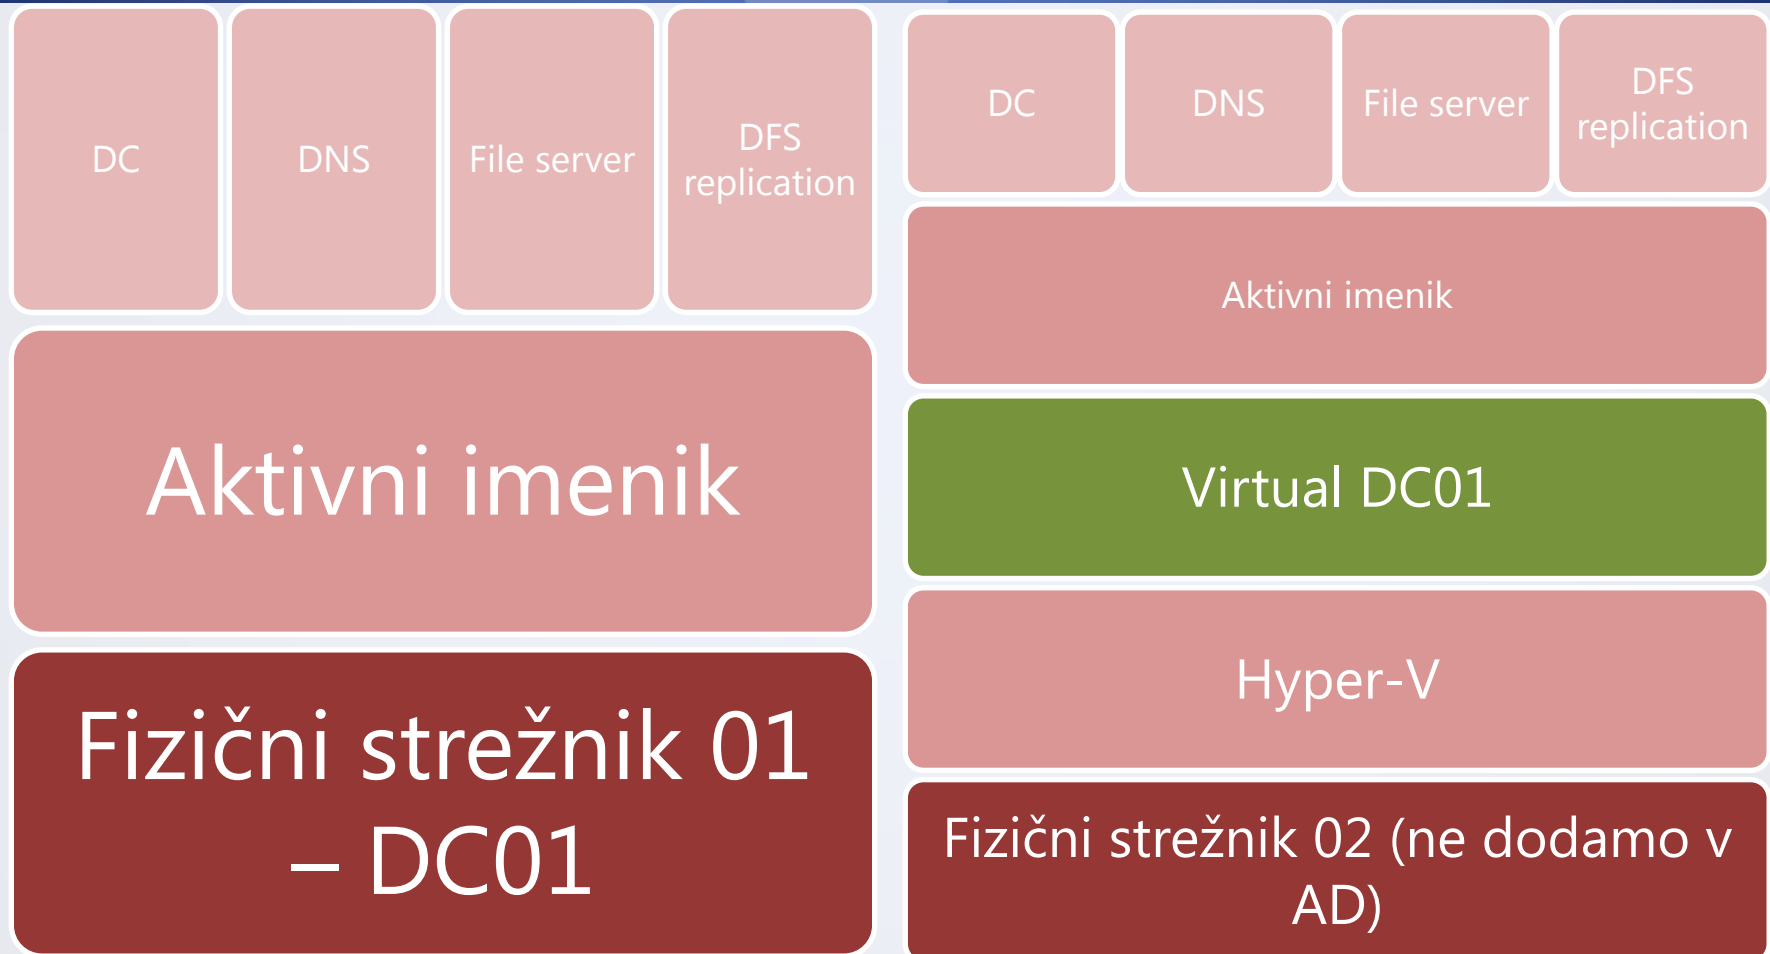 DC
DNS
File server
DFS
replication
Aktivni imenik
Fizični strežnik 01
– DC01
DC
DNS
File server
DFS
replication
Aktivni imenik
Virtual DC01
Hyper-V
Fizični strežnik 02 (ne dodamo v
AD)